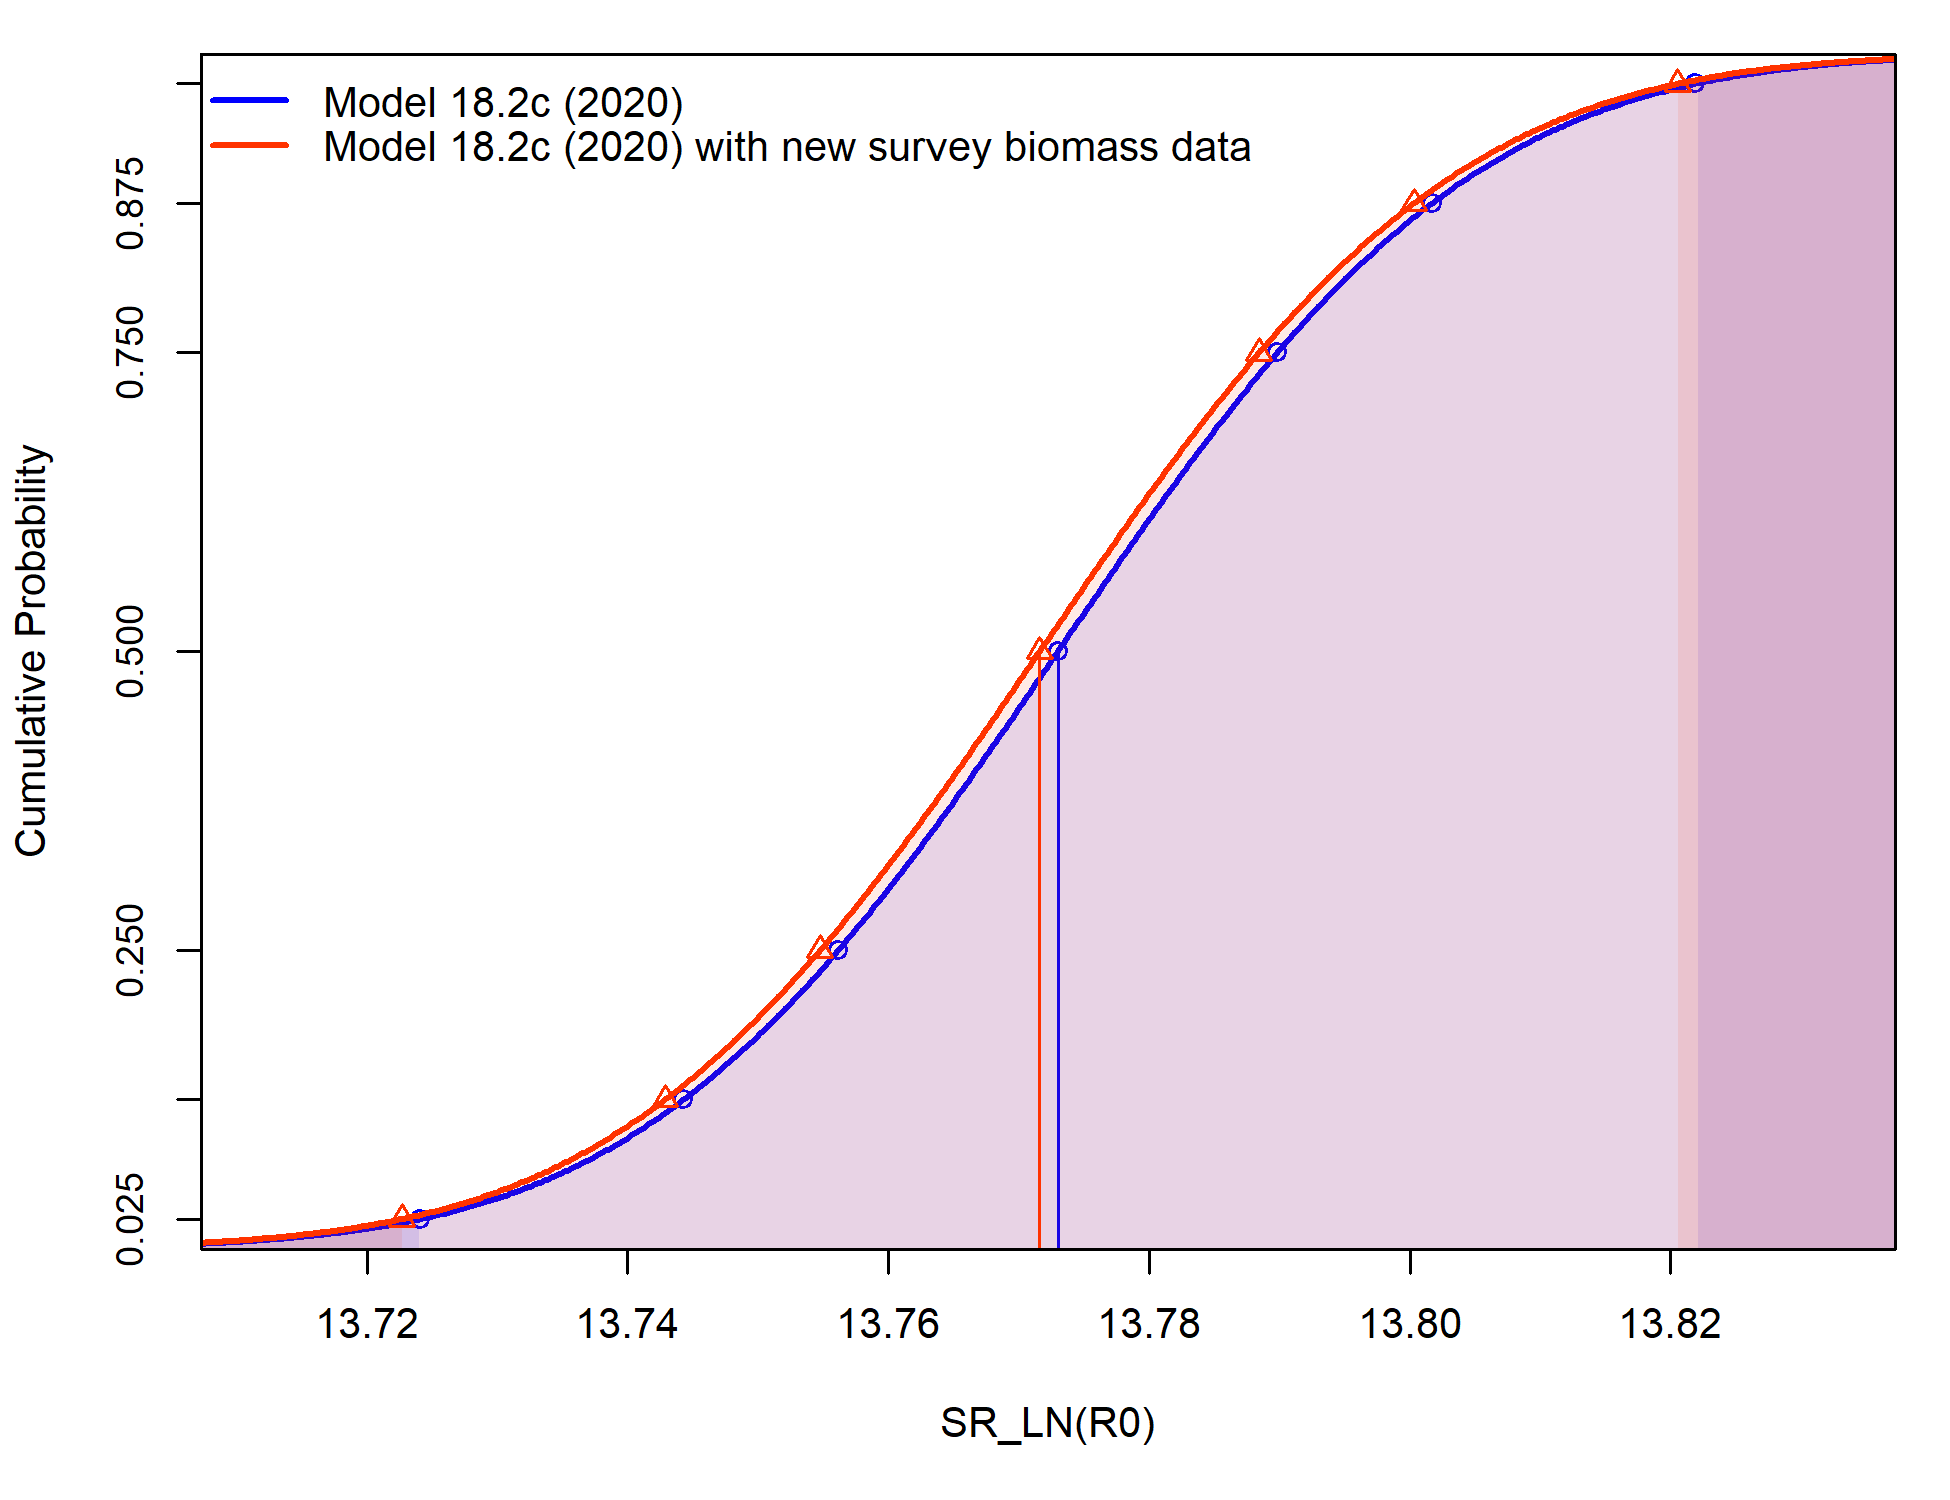 Model 18.2c (2020)
Model 18.2c (2020) with new survey biomass data
Cumulative Probability
0.875
0.750
0.500
0.250
0.025
13.72 13.74 13.76 13.78 13.80 13.82
SR_LN(R0)